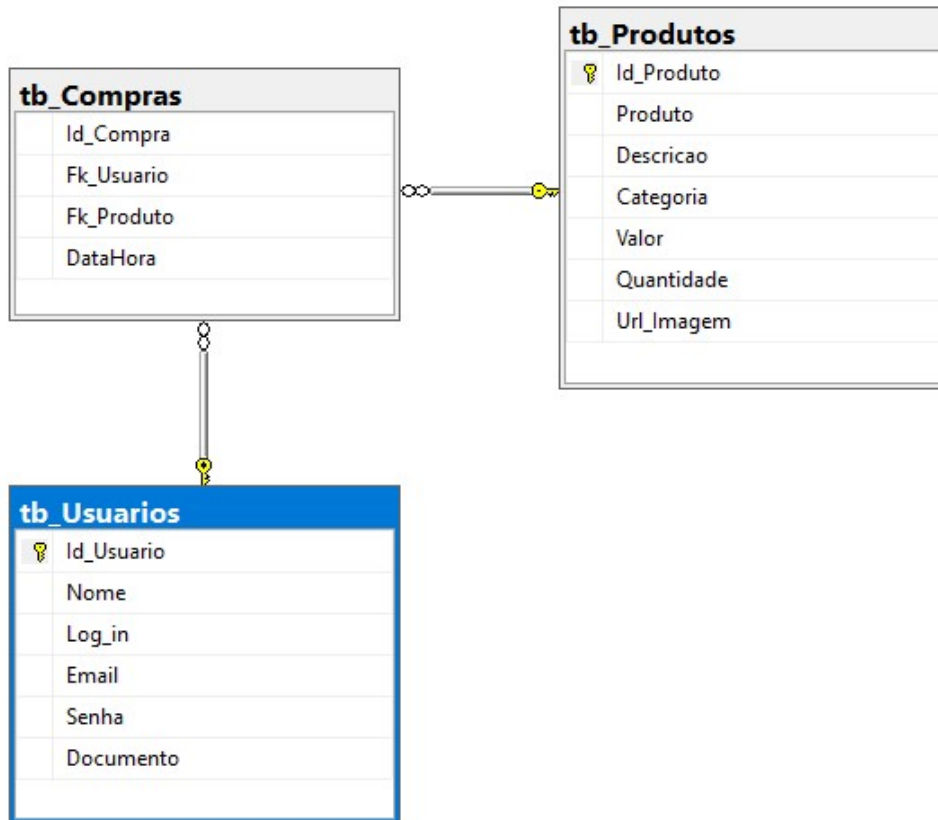 tb_Compras
Id_Compra
Fk_Usuario
Fk_Produto
DataHora
tb_Produtos
Id_Produto
Produto
Descricao
Categoria
Valor
Quantidade
Url_Imagem
tb_Usuarios
Id_Usuario
Nome
Log_in
Email
Senha
Documento